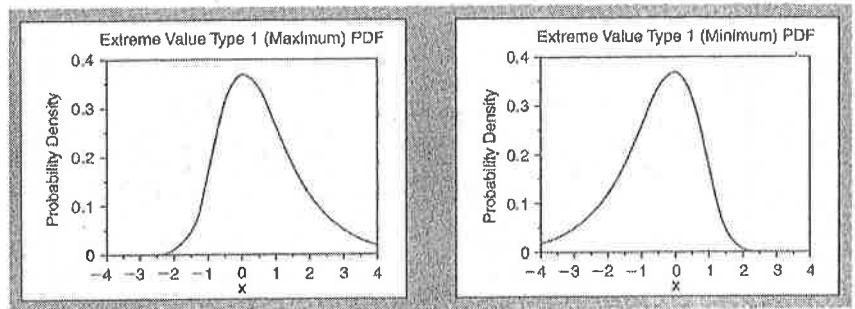 Extreme Value Type 1 (Maximum) PDF
0.4
0.3
0.2
0.1
0
Probability Density
−4 −3 −2 −1 0 1 2 3 4
x
Extreme Value Type 1 (Minimum) PDF
0.4
0.3
0.2
0.1
0
Probability Density
−4 −3 −2 −1 0 1 2 3 4
x